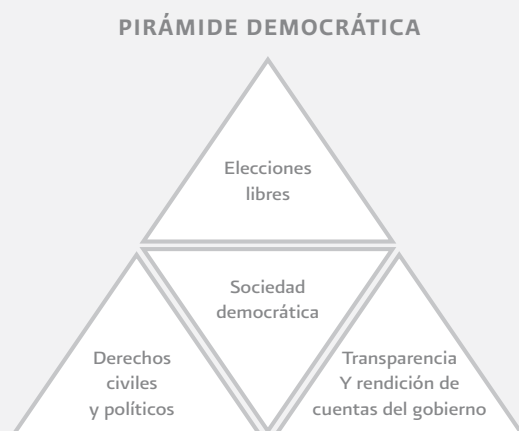 PIRÁMIDE DEMOCRÁTICA
Elecciones
libres
Sociedad
democrática
Derechos
civiles
y políticos
Transparencia
Y rendición de
cuentas del gobierno